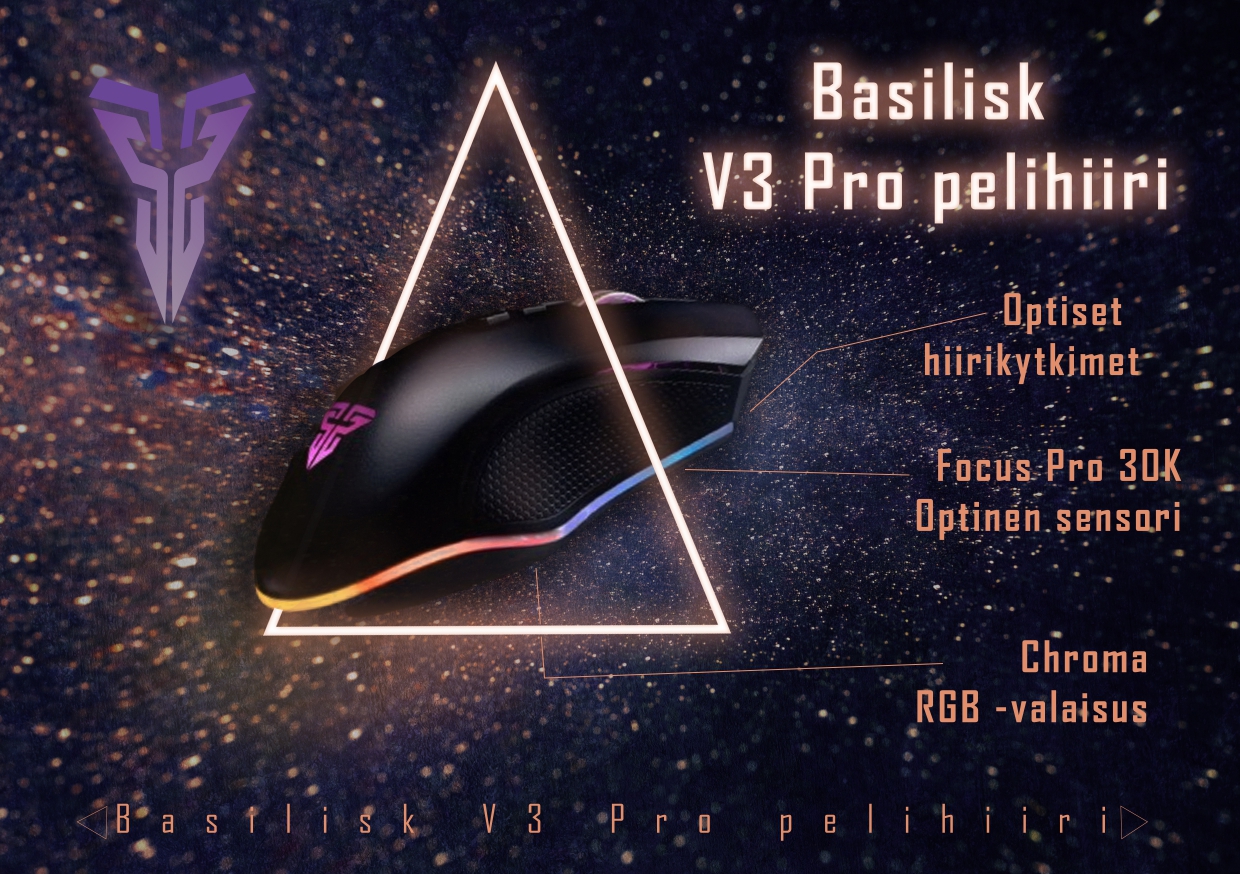 Basilisk
V3 Pro pelihiiri
Optiset
hiirikytkimet
Focus Pro 30K
Optinen sensori
Chroma
RGB -valaisus
Basilisk V3 Pro pelihiiri